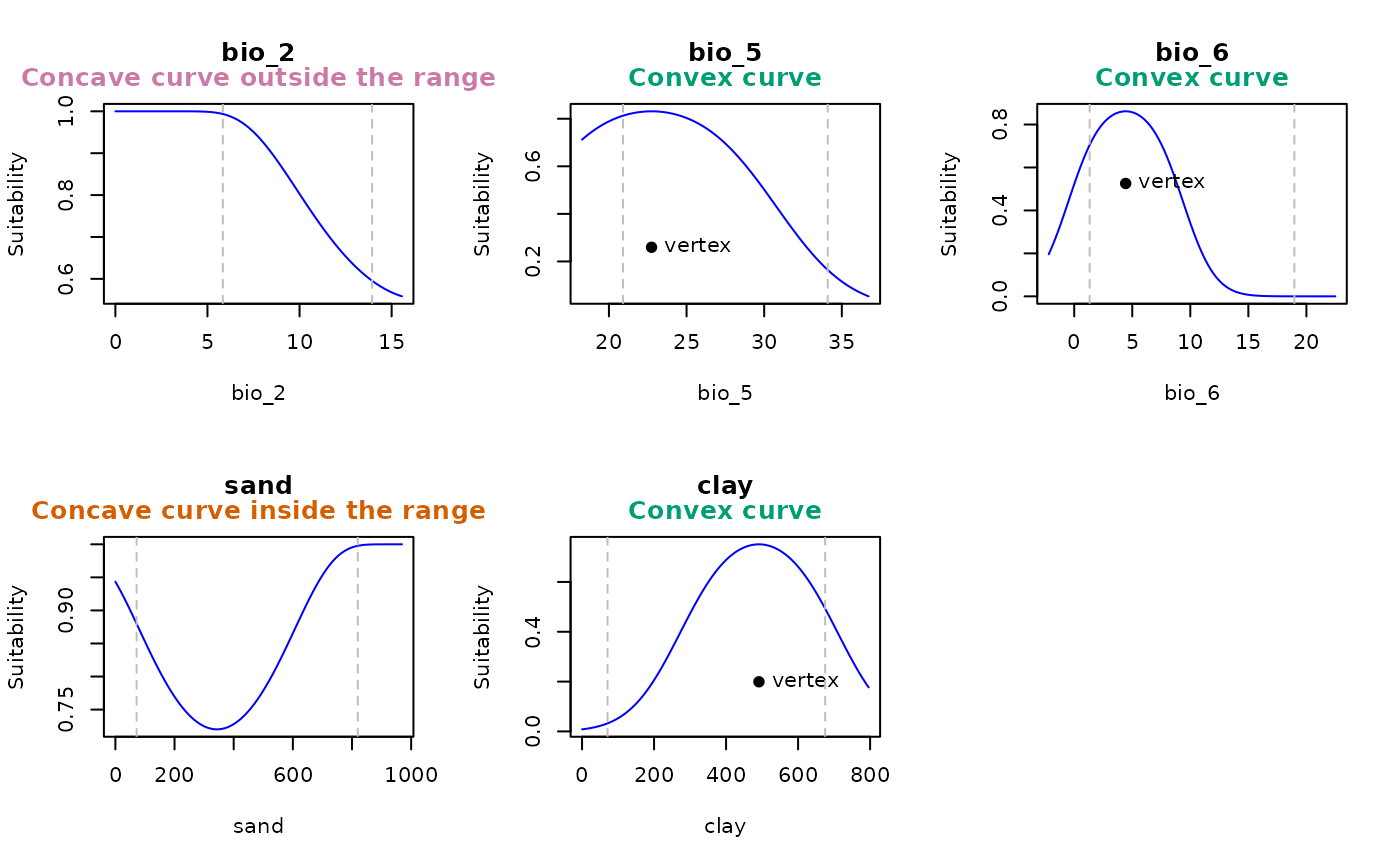 bio_2
Concave curve outside the range
Suitability
1.0
0.8
0.6
0 5 10 15
bio_2
bio_5
Convex curve
Suitability
0.6
0.2
vertex
20 25 30 35
bio_5
bio_6
Convex curve
Suitability
0.8
0.4
0.0
vertex
0 5 10 15 20
bio_6
sand
Concave curve inside the range
Suitability
0.90
0.75
0 200 600 1000
sand
clay
Convex curve
Suitability
0.4
0.0
vertex
0 200 400 600 800
clay